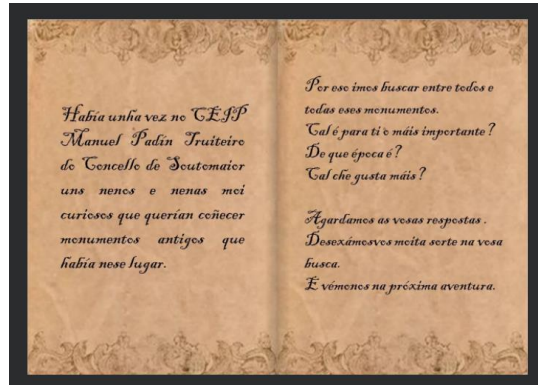 Había unha vez no CEIP
Manuel Padín Truiteiro
do Concello de Soutomaior
uns nenos e nenas moi
curiosos que querían coñecer
monumentos antigos que
había nese lugar.
Por eso imos buscar entre todos e
todas eses monumentos.
Cal é para ti o máis importante?
De que época é?
Cal che gusta máis?
Agardamos as vosas respostas .
Desexámosvos moita sorte na vosa
busca.
E vémonos na próxima aventura.